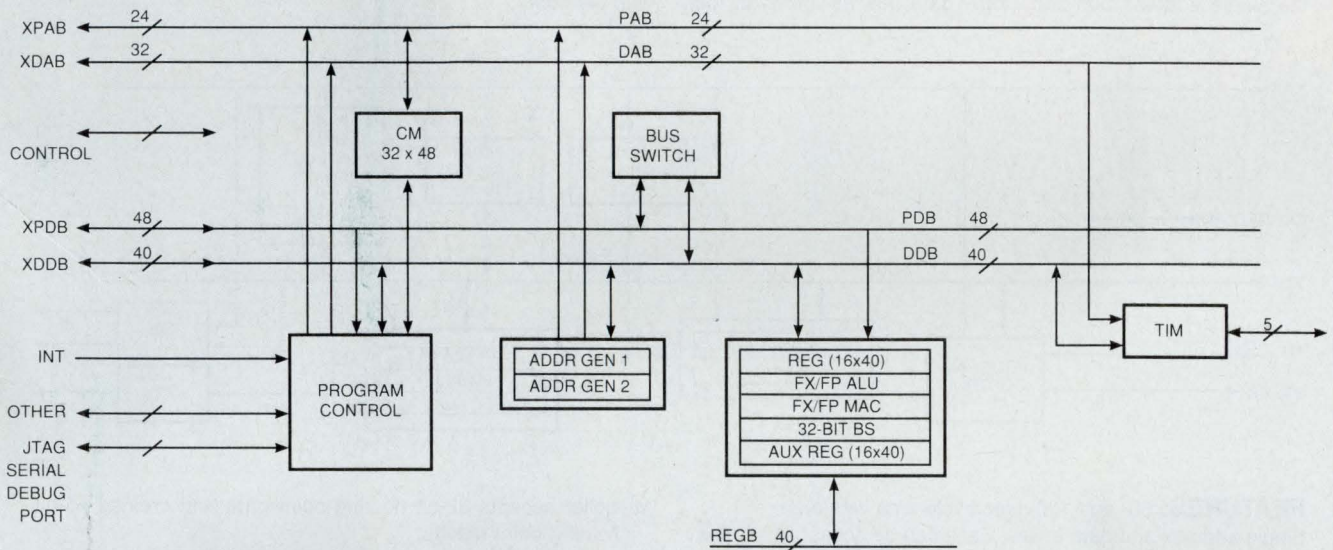 XPAB 24 PAB 24
XDAB 32 DAB 32
CM
32 x 48
BUS
SWITCH
CONTROL
XPDB 48 PDB 48
XDDB 40 DDB 40
INT
OTHER
JTAG
SERIAL
DEBUG
PORT
PROGRAM
CONTROL
ADDR GEN 1
ADDR GEN 2
REG (16x40)
FX/FP ALU
FX/FP MAC
32-BIT BS
AUX REG (16x40)
TIM 5
REGB 40